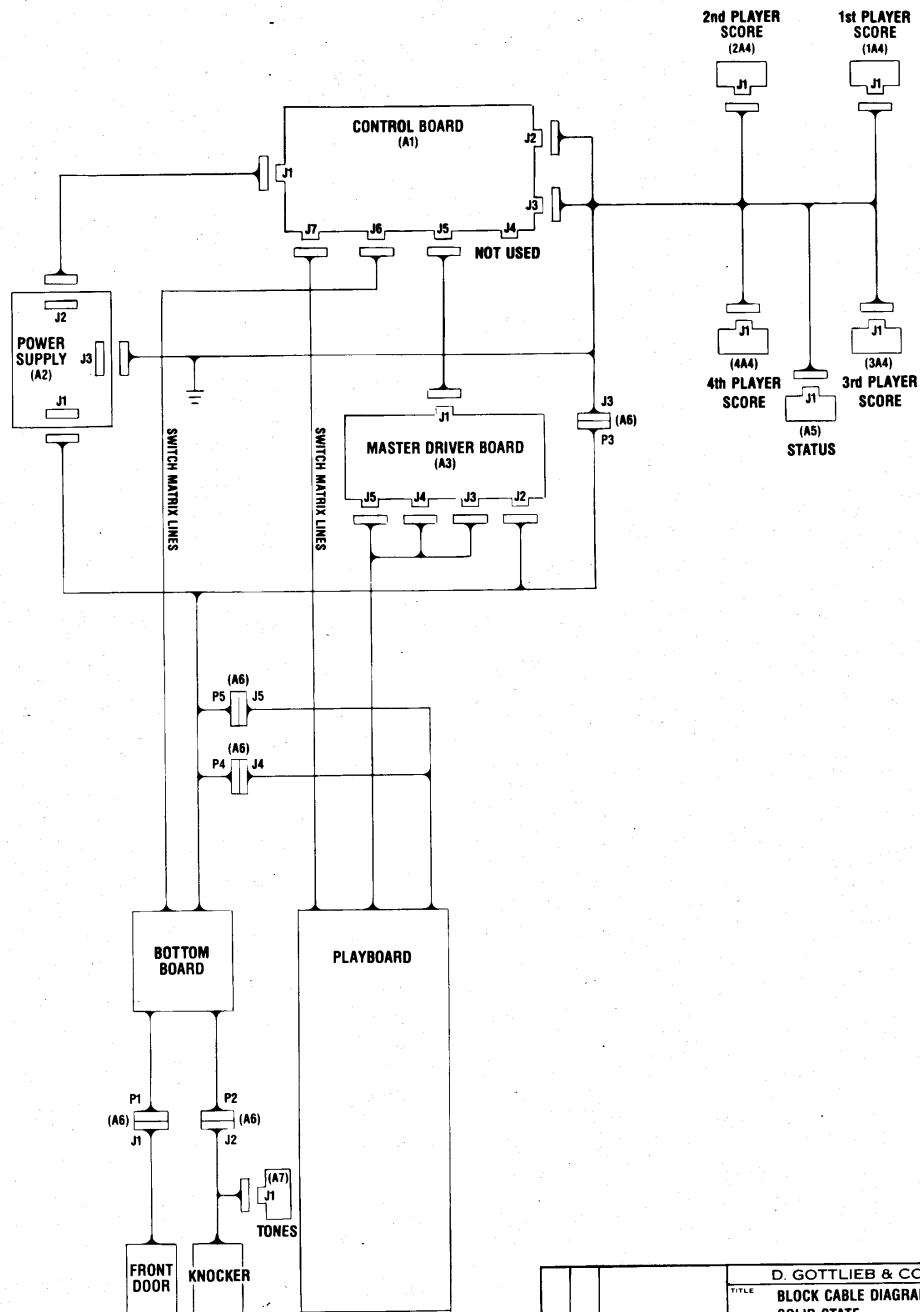 2nd PLAYER
SCORE
(2A4)
J1
1st PLAYER
SCORE
(1A4)
J1
CONTROL BOARD
(A1)
J1
J2
J3
J7
J6
J5
J4
NOT USED
J2
POWER
SUPPLY
(A2)
J3
J1
J1
(4A4)
4th PLAYER
SCORE
J1
(3A4)
3rd PLAYER
SCORE
J1
(A5)
STATUS
J3
(A6)
P3
J1
MASTER DRIVER BOARD
(A3)
J5
J4
J3
J2
SWITCH MATRIX LINES
SWITCH MATRIX LINES
(A6)
P5
J5
(A6)
P4
J4
BOTTOM
BOARD
PLAYBOARD
P1
(A6)
J1
P2
(A6)
J2
(A7)
J1
TONES
FRONT
DOOR
KNOCKER
D. GOTTLIEB & CO
TITLE
BLOCK CABLE DIAGRA